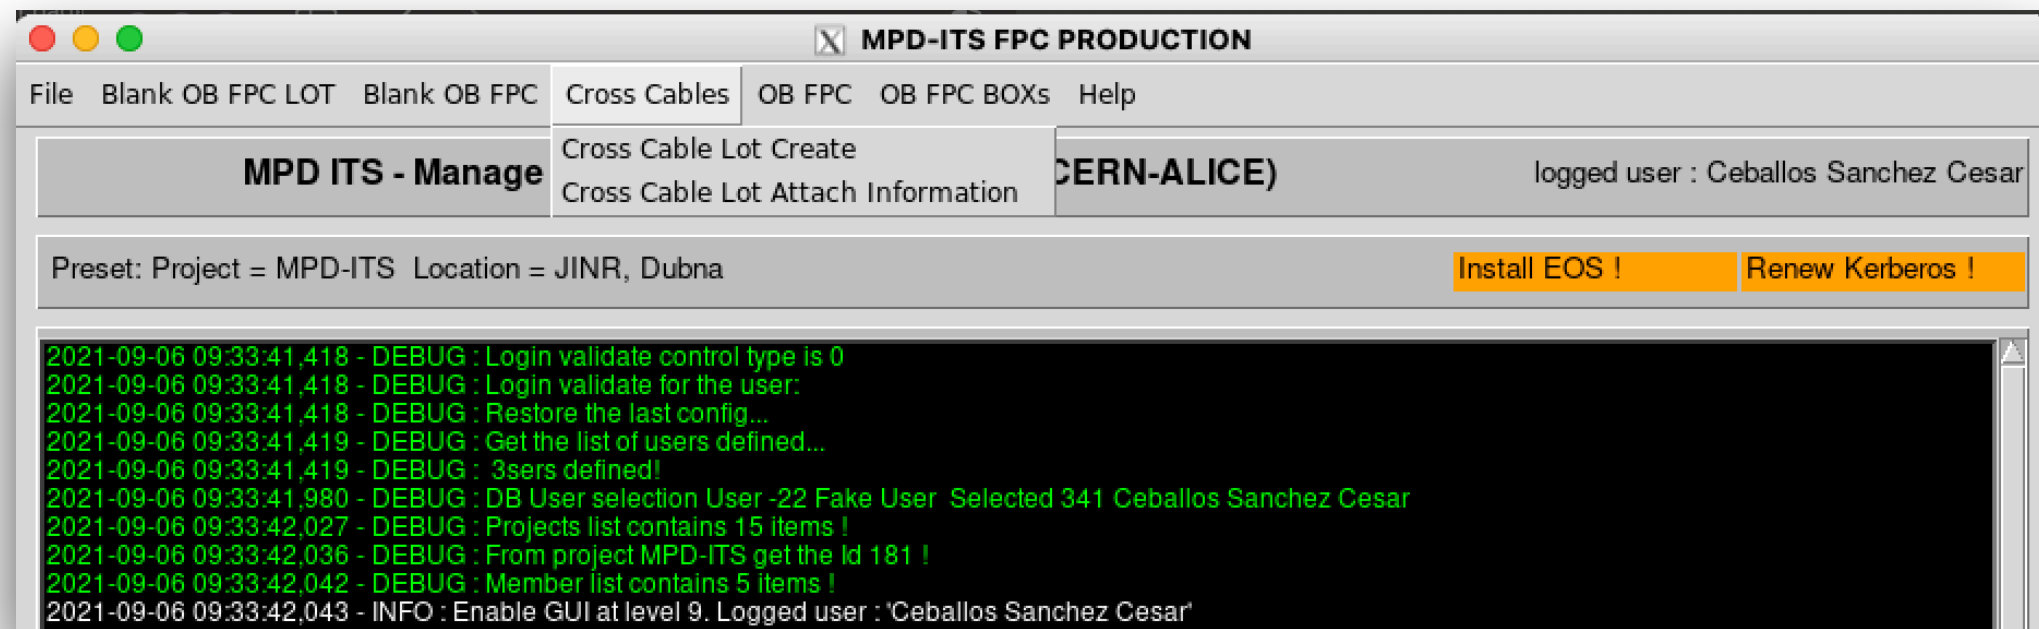 MPD-ITS FPC PRODUCTION
File Blank OB FPC LOT Blank OB FPC Cross Cables OB FPC OB FPC BOXs Help
Cross Cable Lot Create
Cross Cable Lot Attach Information
MPD ITS - Manage CERN-ALICE) logged user : Ceballos Sanchez Cesar
Preset: Project = MPD-ITS Location = JINR, Dubna Install EOS ! Renew Kerberos !
2021-09-06 09:33:41,418 - DEBUG : Login validate control type is 0
2021-09-06 09:33:41,418 - DEBUG : Login validate for the user:
2021-09-06 09:33:41,418 - DEBUG : Restore the last config...
2021-09-06 09:33:41,419 - DEBUG : Get the list of users defined...
2021-09-06 09:33:41,419 - DEBUG : 3sers defined!
2021-09-06 09:33:41,980 - DEBUG : DB User selection User -22 Fake User Selected 341 Ceballos Sanchez Cesar
2021-09-06 09:33:42,027 - DEBUG : Projects list contains 15 items !
2021-09-06 09:33:42,036 - DEBUG : From project MPD-ITS get the Id 181 !
2021-09-06 09:33:42,042 - DEBUG : Member list contains 5 items !
2021-09-06 09:33:42,043 - INFO : Enable GUI at level 9. Logged user : 'Ceballos Sanchez Cesar'